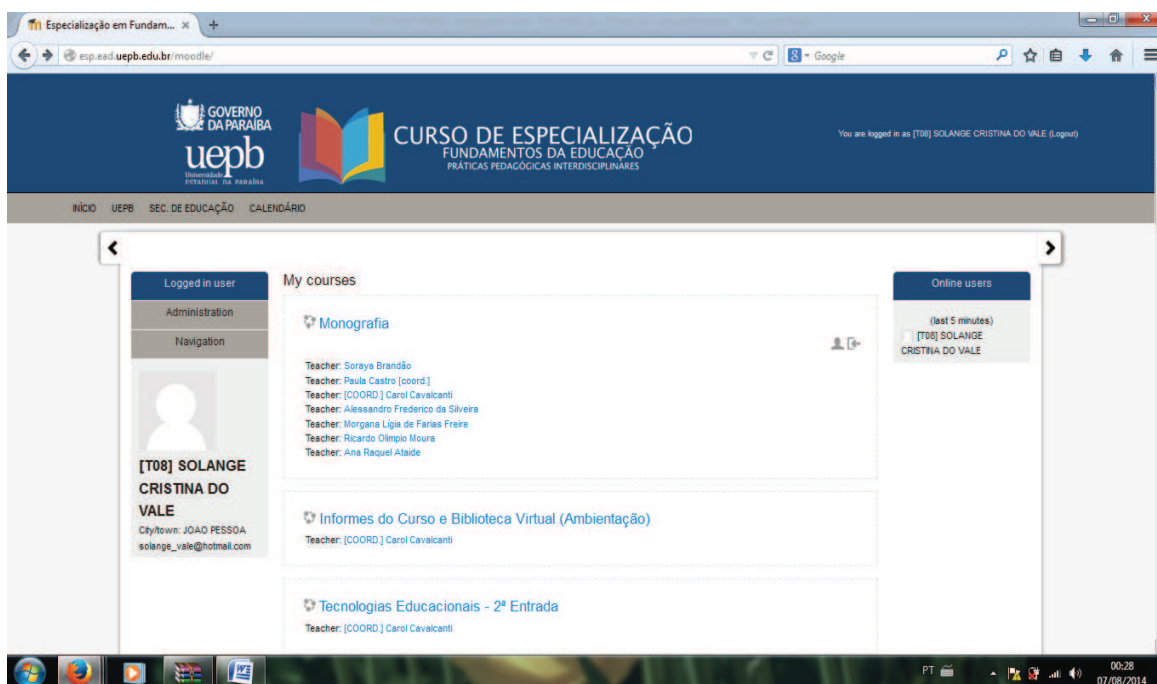 Especialização em Fundam...
esp.ead.uepb.edu.br/moodle/
Google
GOVERNO
DA PARAÍBA
uepb
Universidade
ESTADUAL DA PARAÍBA
CURSO DE ESPECIALIZAÇÃO
FUNDAMENTOS DA EDUCAÇÃO
PRÁTICAS PEDAGÓGICAS INTERDISCIPLINARES
You are logged in as [T08] SOLANGE CRISTINA DO VALE (Logout)
INÍCIO UEPB SEC. DE EDUCAÇÃO CALENDÁRIO
Logged in user
Administration
Navigation
[T08] SOLANGE
CRISTINA DO
VALE
City/town: JOAO PESSOA
solange_vale@hotmail.com
My courses
Monografia
Teacher: Soraya Brandão
Teacher: Paula Castro [coord.]
Teacher: [COORD.] Carol Cavalcanti
Teacher: Alessandro Frederico da Silveira
Teacher: Morgana Lígia de Farias Freire
Teacher: Ricardo Olimpio Moura
Teacher: Ana Raquel Ataide
Informes do Curso e Biblioteca Virtual (Ambientação)
Teacher: [COORD.] Carol Cavalcanti
Tecnologias Educacionais - 2ª Entrada
Teacher: [COORD.] Carol Cavalcanti
Online users
(last 5 minutes)
[T08] SOLANGE
CRISTINA DO VALE
PT
00:28
07/08/2014